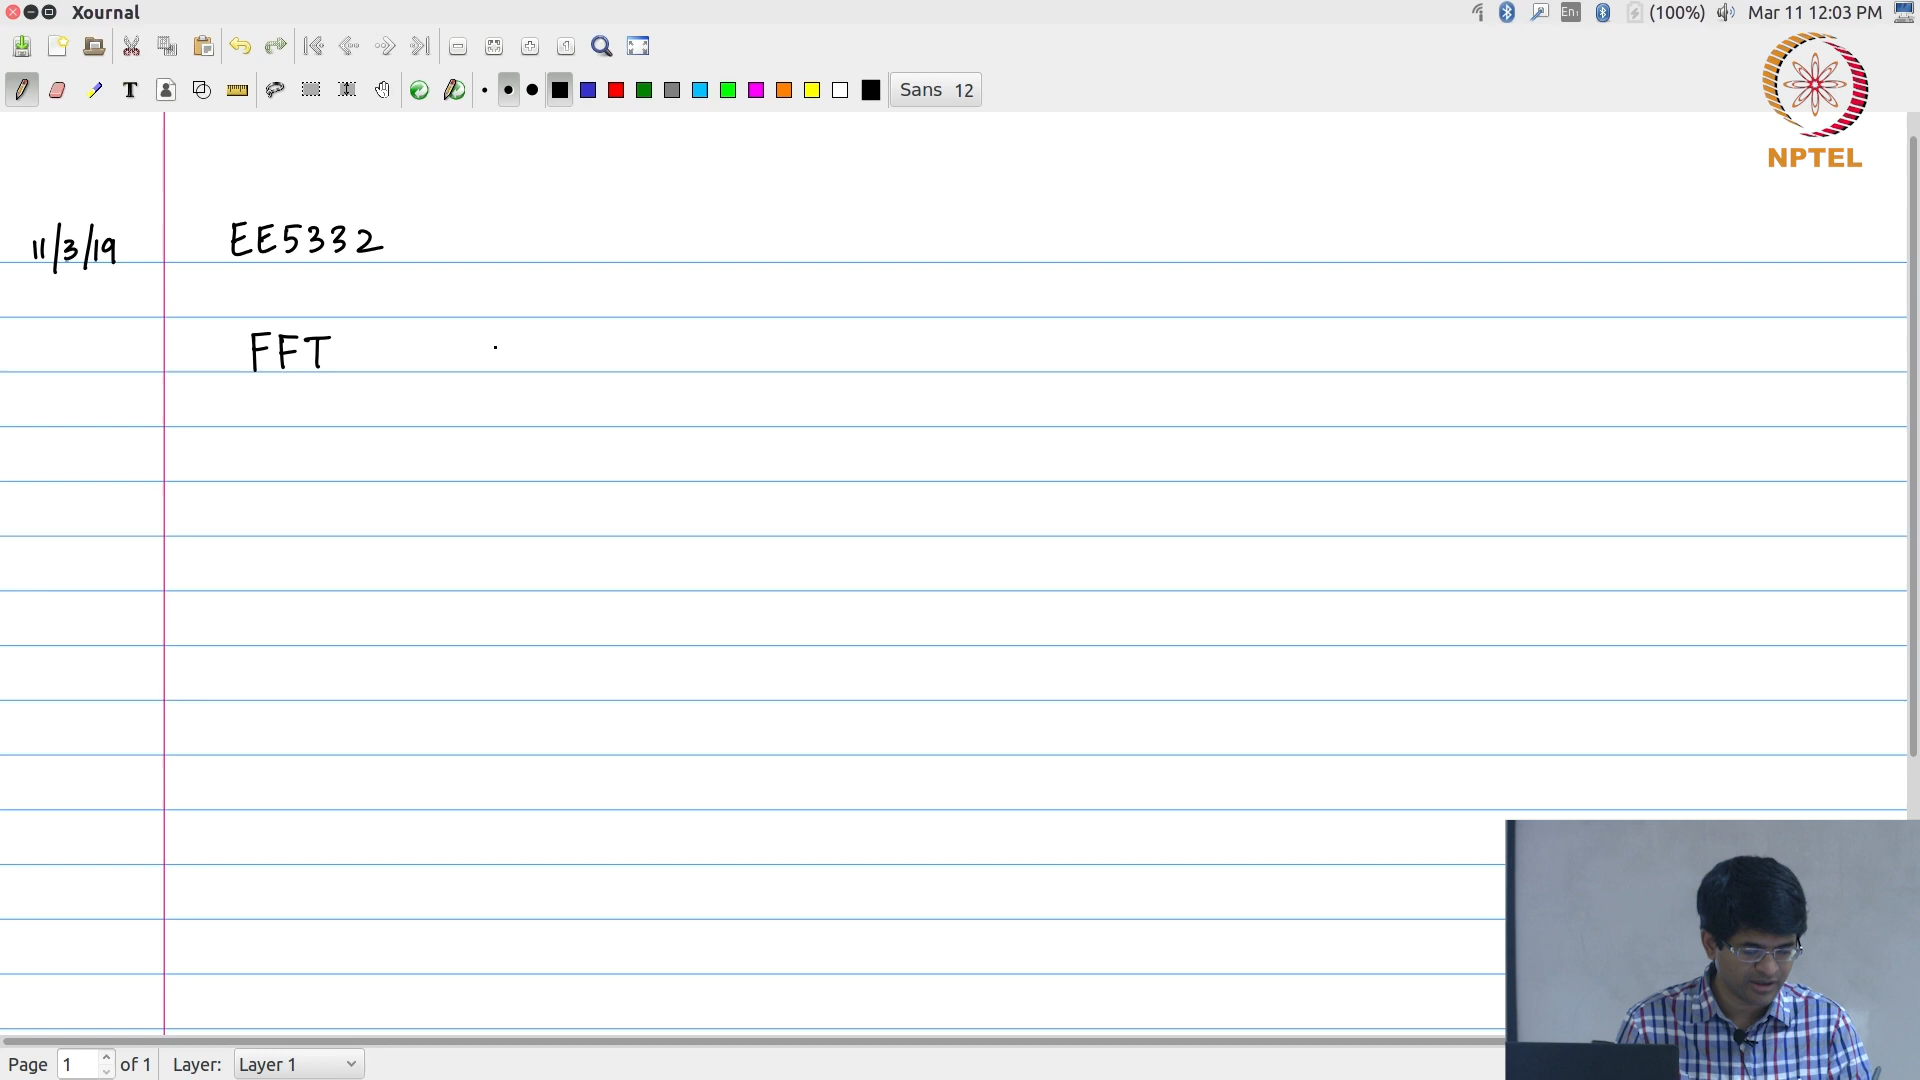 Xournal
En1 (100%) Mar 11 12:03 PM
Sans 12
NPTEL
11/3/19 EE5332
FFT
Page 1 of 1 Layer: Layer 1